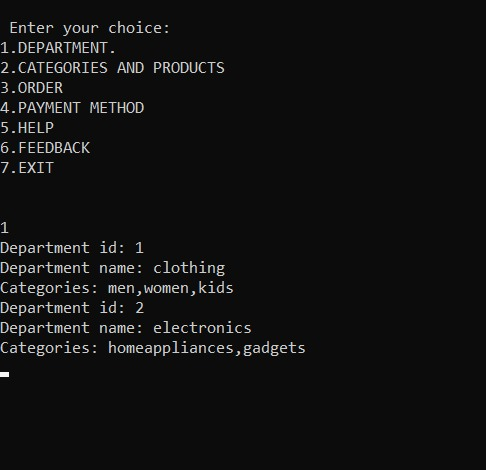 Enter your choice:
1.DEPARTMENT.
2.CATEGORIES AND PRODUCTS
3.ORDER
4.PAYMENT METHOD
5.HELP
6.FEEDBACK
7.EXIT
1
Department id: 1
Department name: clothing
Categories: men,women,kids
Department id: 2
Department name: electronics
Categories: homeappliances,gadgets